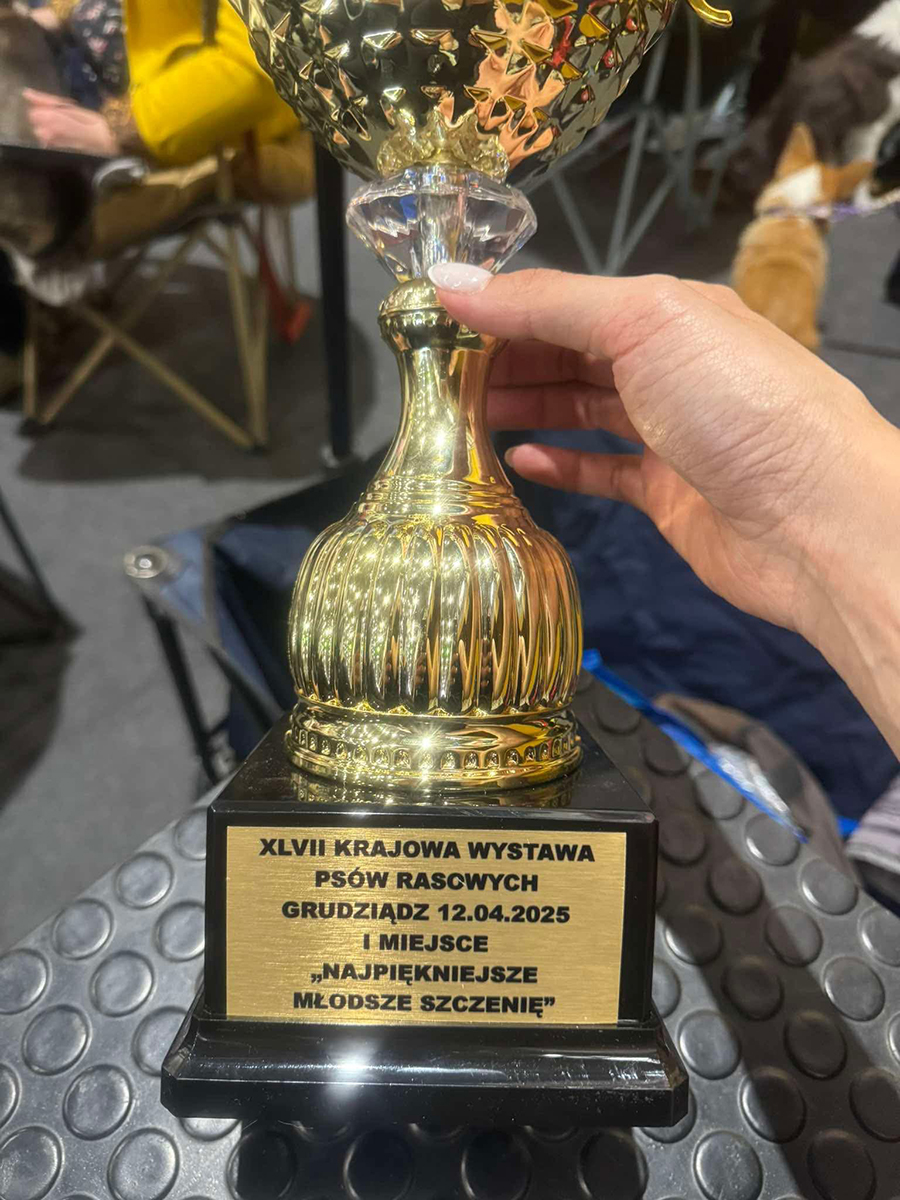 XLVII KRAJOWA WYSTAWA
PSÓW RASOWYCH
GRUDZIĄDZ 12.04.2025
I MIEJSCE
„NAJPIĘKNIEJSZE
MŁODSZE SZCZENIĘ”